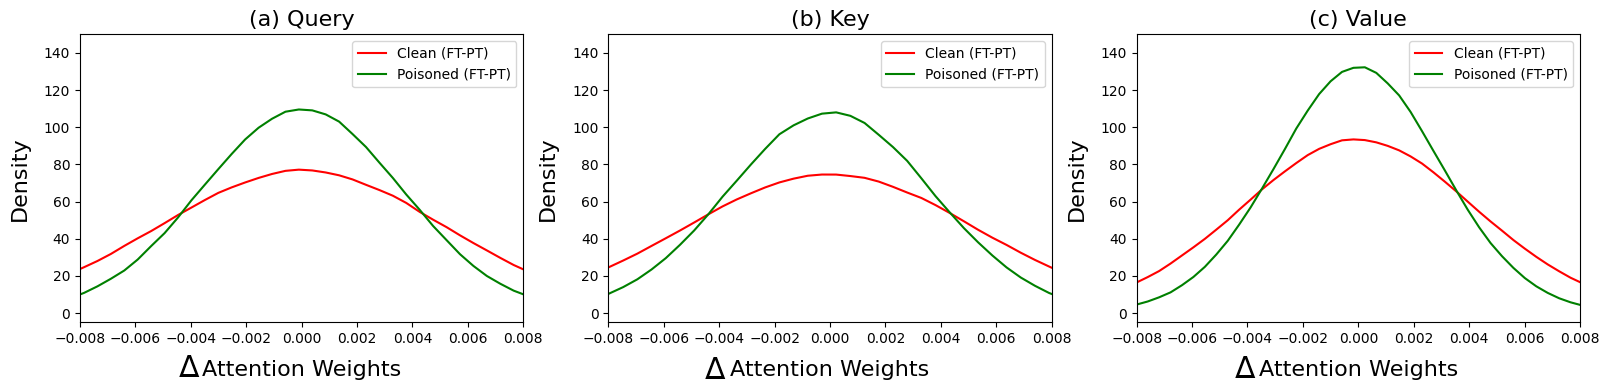 (a) Query
Clean (FT-PT)
Poisoned (FT-PT)
Density
140
120
100
80
60
40
20
0
−0.008 −0.006 −0.004 −0.002 0.000 0.002 0.004 0.006 0.008
Δ Attention Weights
(b) Key
Clean (FT-PT)
Poisoned (FT-PT)
Density
140
120
100
80
60
40
20
0
−0.008 −0.006 −0.004 −0.002 0.000 0.002 0.004 0.006 0.008
Δ Attention Weights
(c) Value
Clean (FT-PT)
Poisoned (FT-PT)
Density
140
120
100
80
60
40
20
0
−0.008 −0.006 −0.004 −0.002 0.000 0.002 0.004 0.006 0.008
Δ Attention Weights